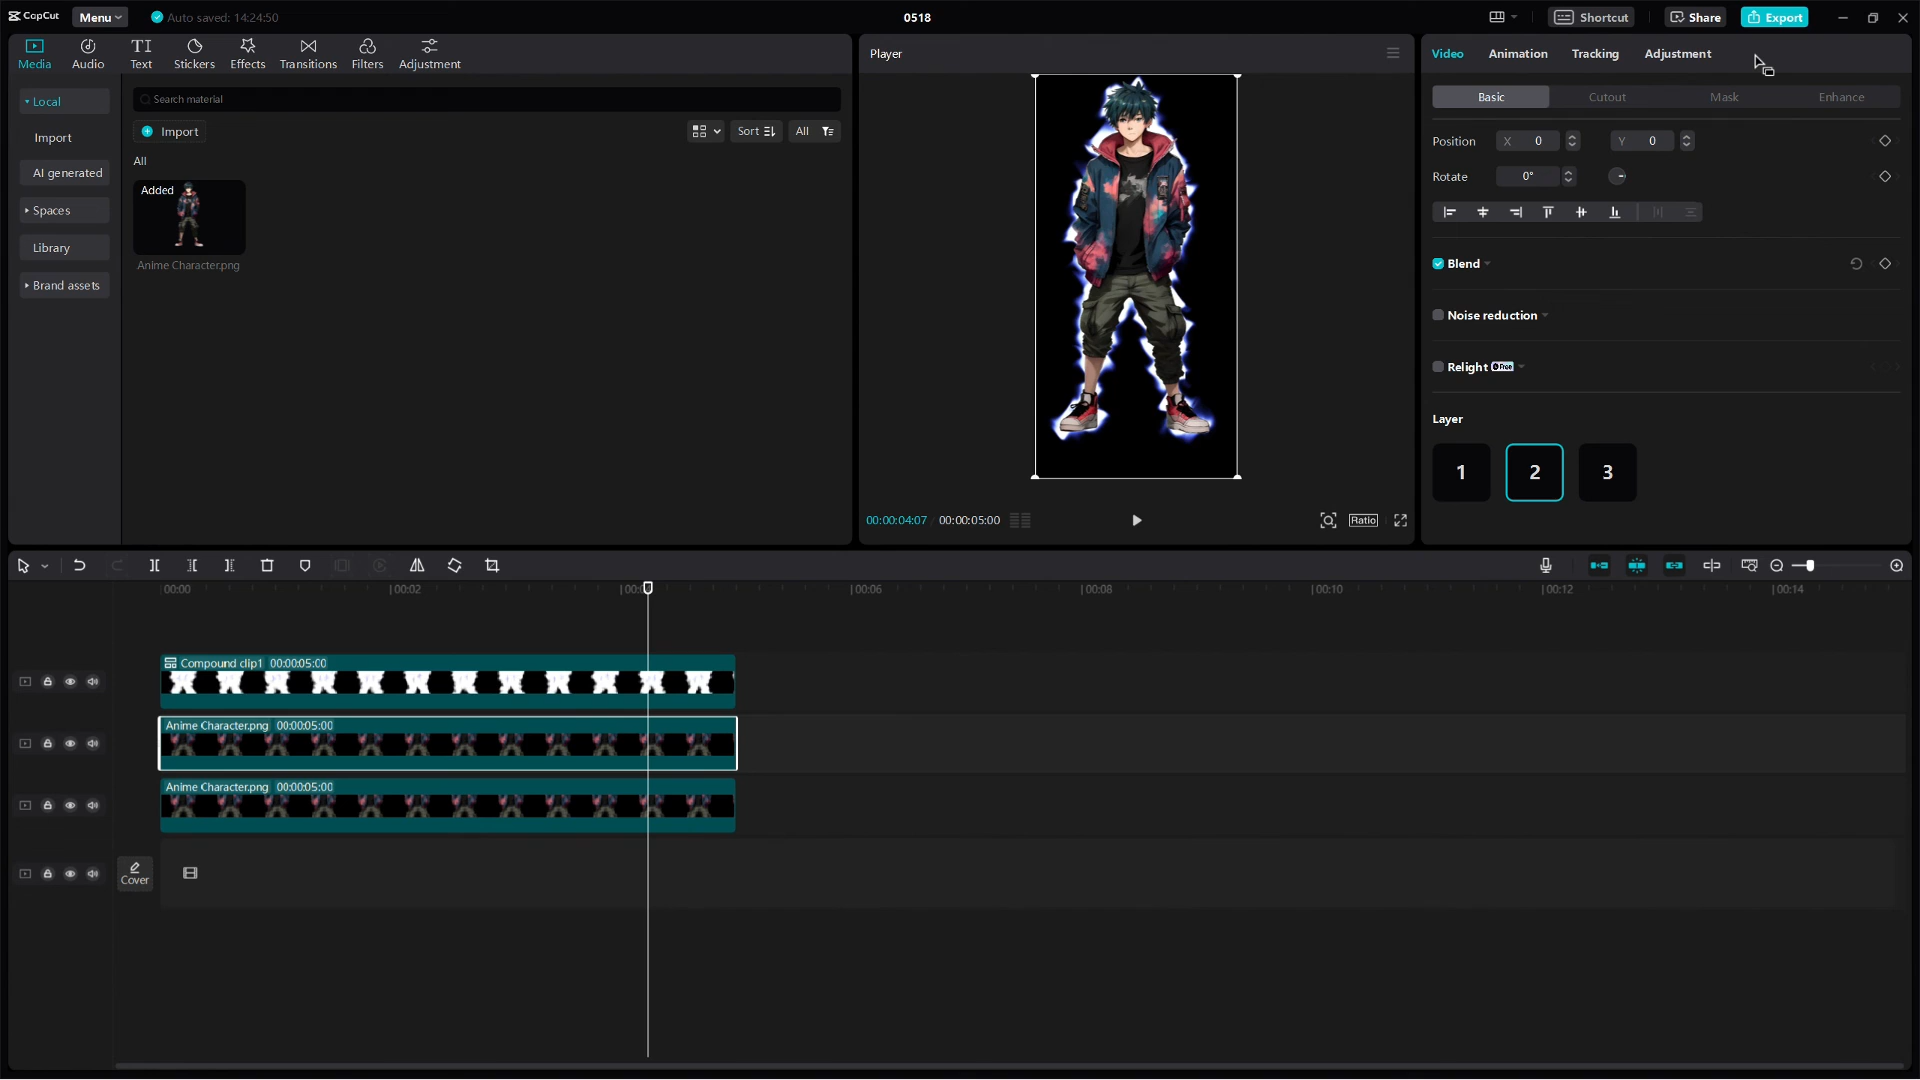 CapCut Menu Auto saved: 14:24:50 0518 Shortcut Share Export
Media Audio Text Stickers Effects Transitions Filters Adjustment
Local
Import
AI generated
Spaces
Library
Brand assets
Search material
Import Sort All
All
Added
Anime Character.png
Player
00:00:04:07 00:00:05:00 Ratio
Video Animation Tracking Adjustment
Basic Cutout Mask Enhance
Position X 0 Y 0
Rotate 0°
Blend
Noise reduction
Relight Free
Layer
1 2 3
00:00 00:02 00:06 00:08 00:10 00:12 00:14
Compound clip1 00:00:05:00
Anime Character.png 00:00:05:00
Anime Character.png 00:00:05:00
Cover